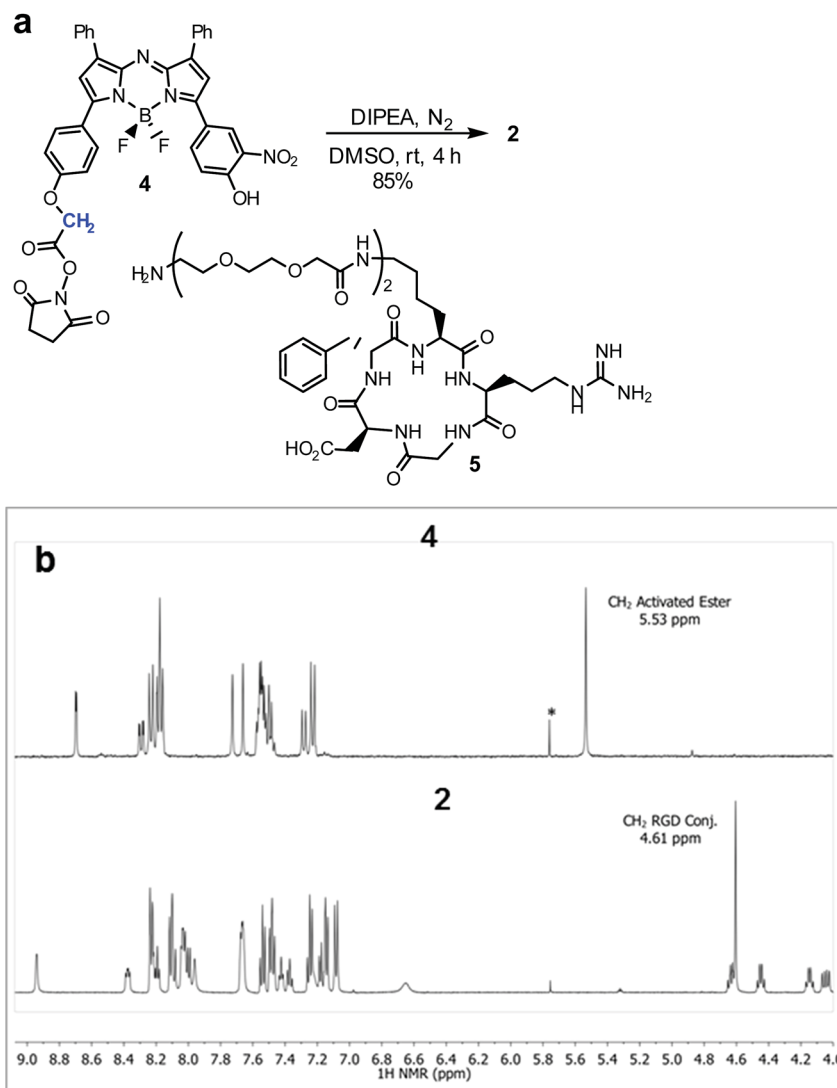 a
Ph
Ph
N
N
N
B
F
F
NO₂
OH
4
O
CH₂
O
O
N
O
O
DIPEA, N₂
DMSO, rt, 4 h
85%
2
H₂N
O
O
O
H
N
2
O
N
H
O
NH
HN
O
NH
HN
O
O
HO₂C
O
N
H
NH
NH₂
5
b
4
CH₂ Activated Ester
5.53 ppm
*
2
CH₂ RGD Conj.
4.61 ppm
9.0 8.8 8.6 8.4 8.2 8.0 7.8 7.6 7.4 7.2 7.0 6.8 6.6 6.4 6.2 6.0 5.8 5.6 5.4 5.2 5.0 4.8 4.6 4.4 4.2 4.0
1H NMR (ppm)